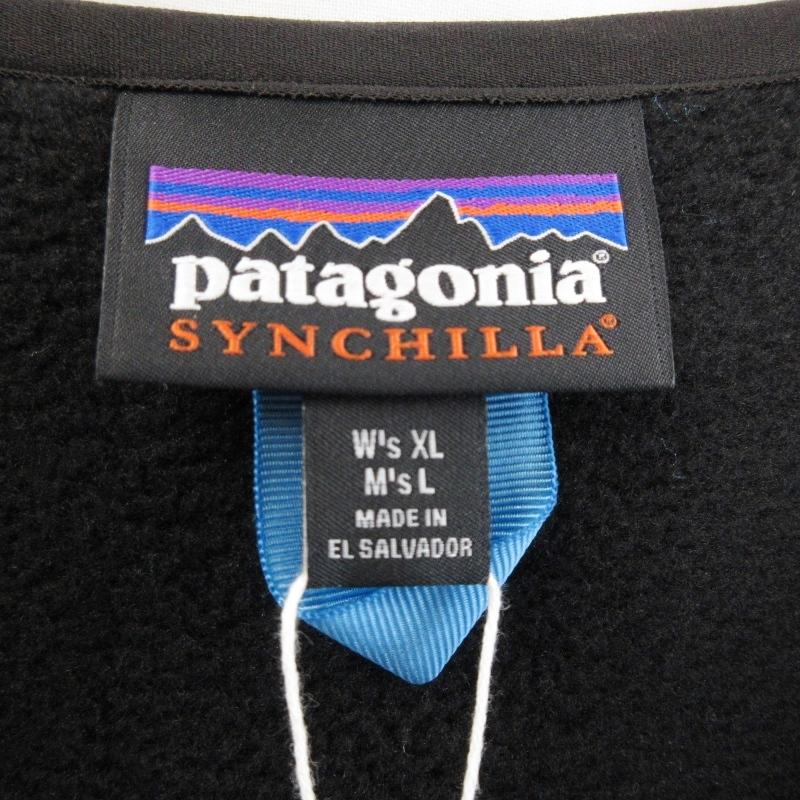 patagonia®
SYNCHILLA®
W's XL
M's L
MADE IN
EL SALVADOR